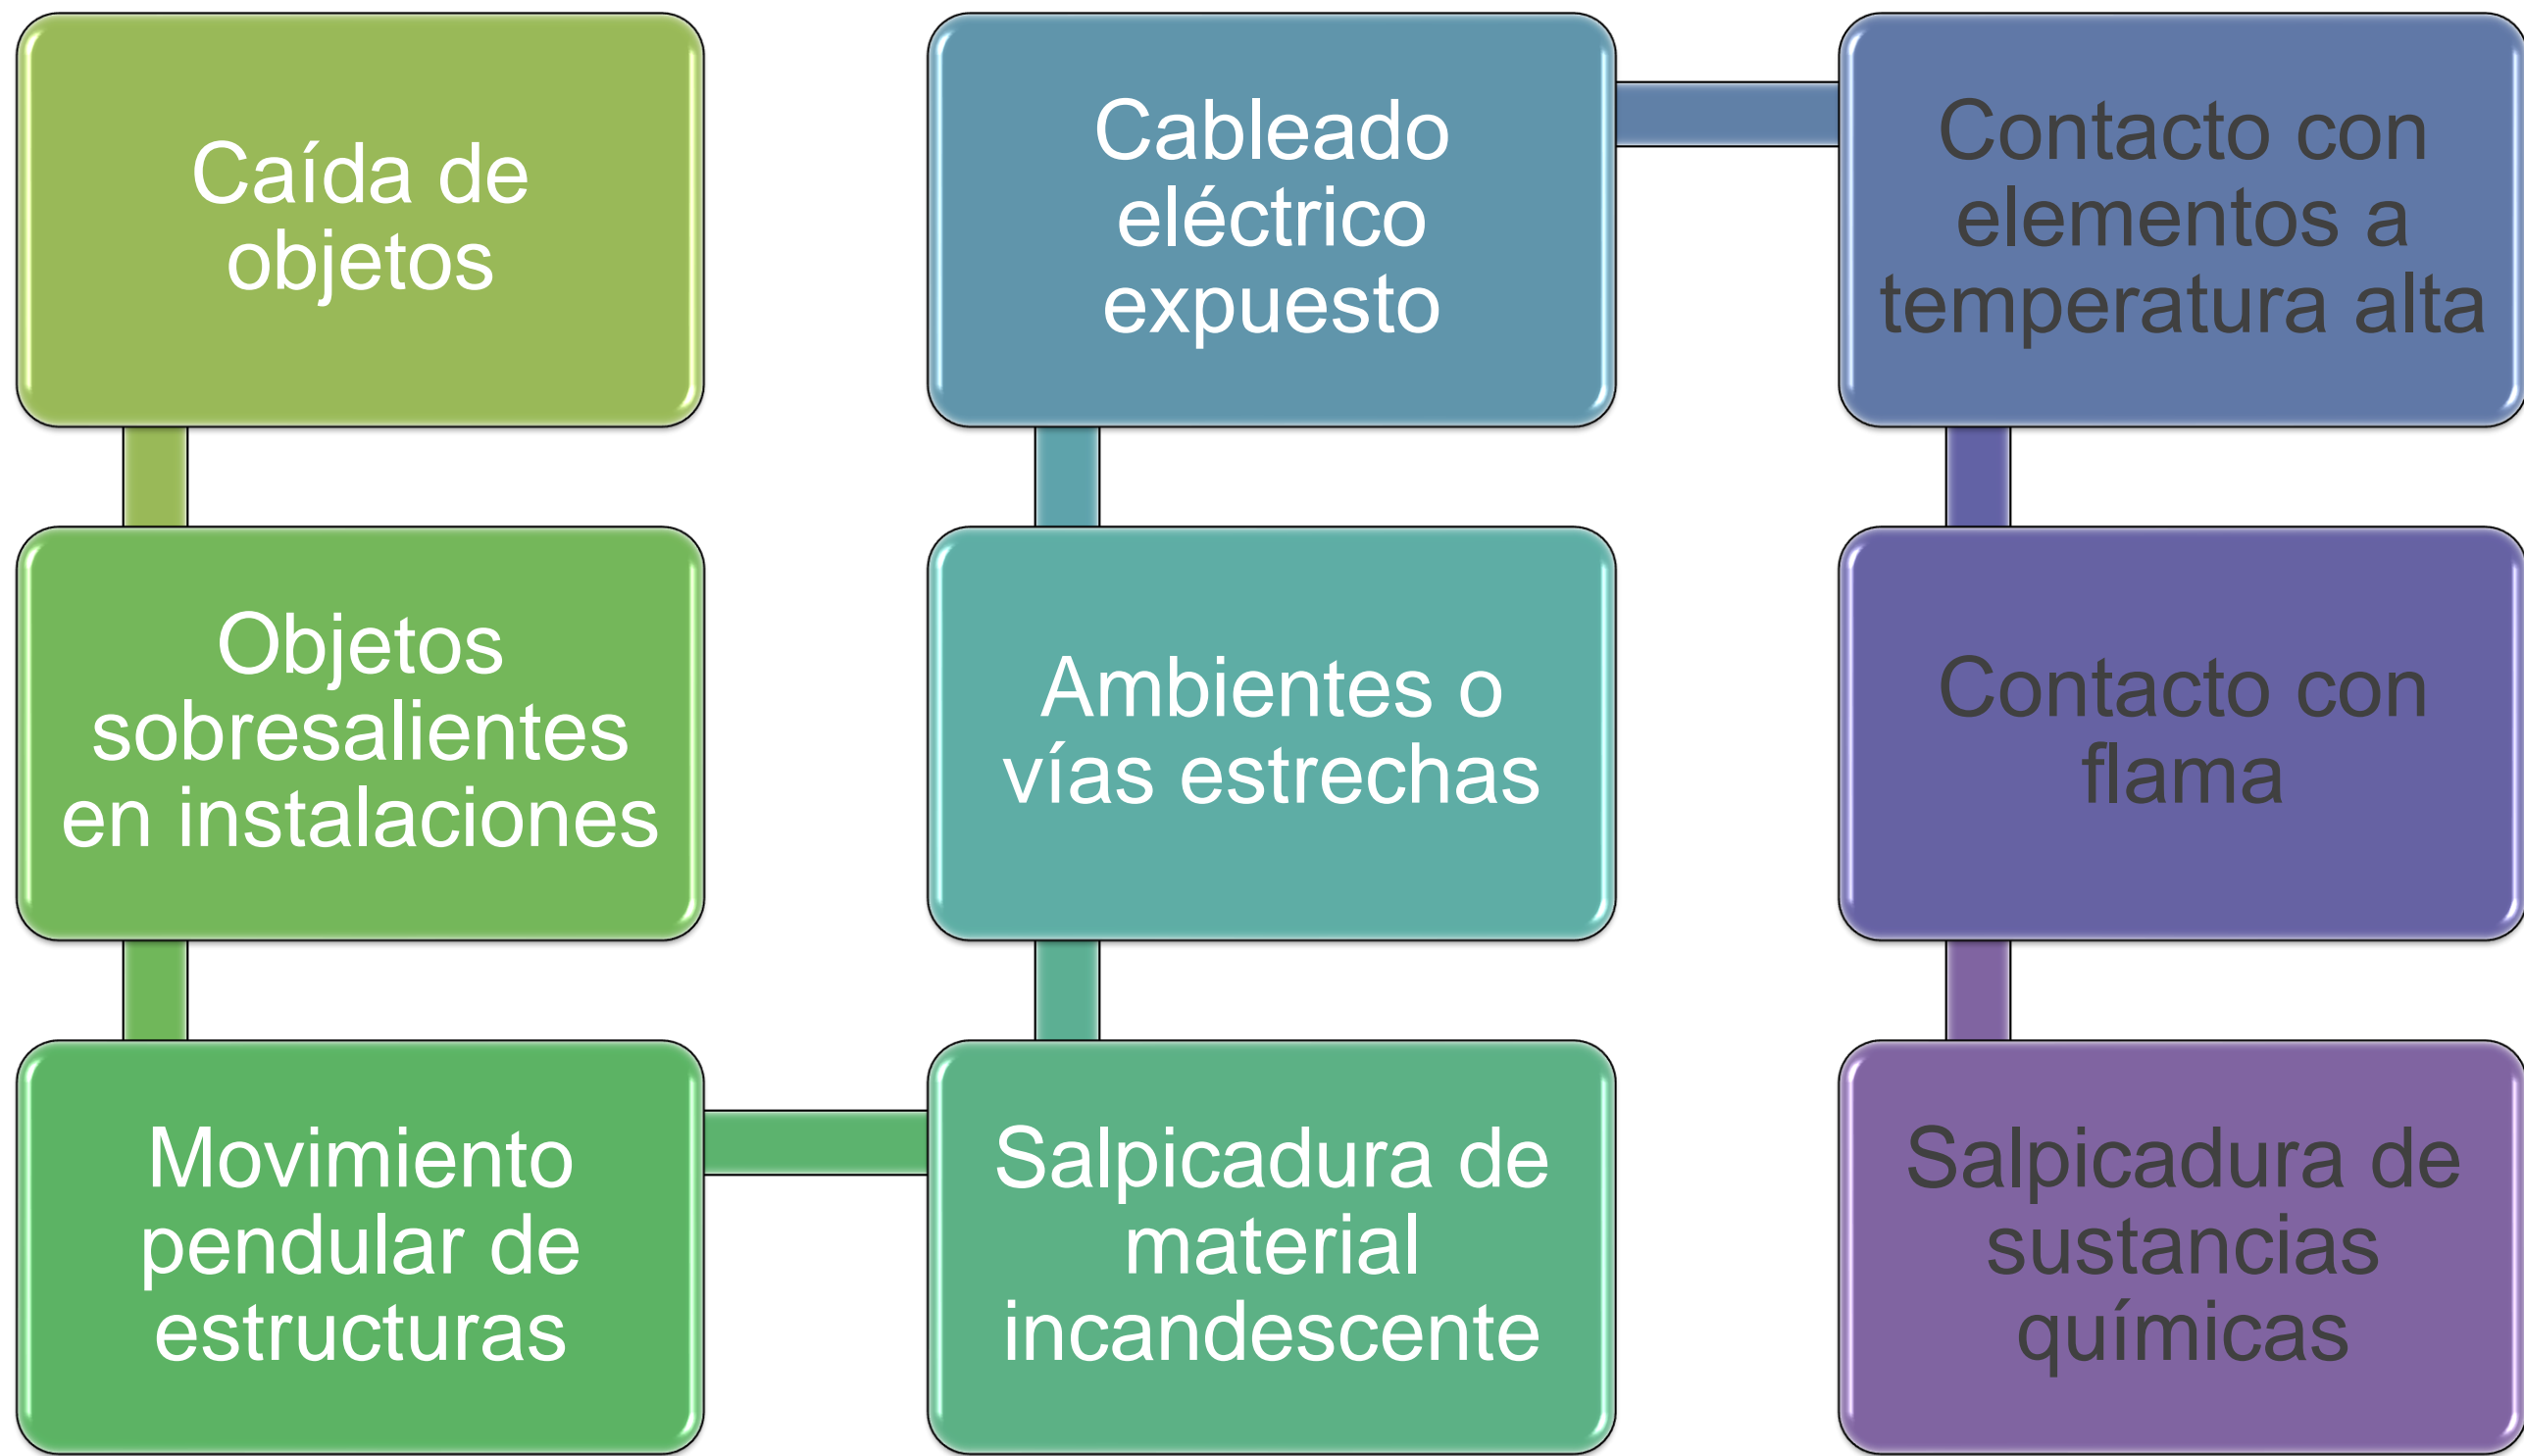 Caída de
objetos
Objetos
sobresalientes
en instalaciones
Movimiento
pendular de
estructuras
Salpicadura de
material
incandescente
Ambientes o
vías estrechas
Cableado
eléctrico
expuesto
Contacto con
elementos a
temperatura alta
Contacto con
flama
Salpicadura de
sustancias
químicas